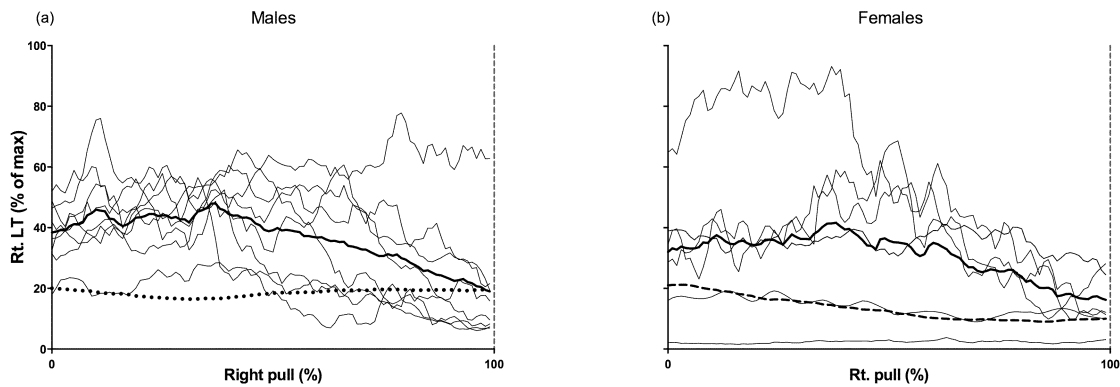 (a) Males
(b) Females
Rt. LT (% of max)
100
80
60
40
20
0
0 100
Right pull (%)
0 100
Rt. pull (%)